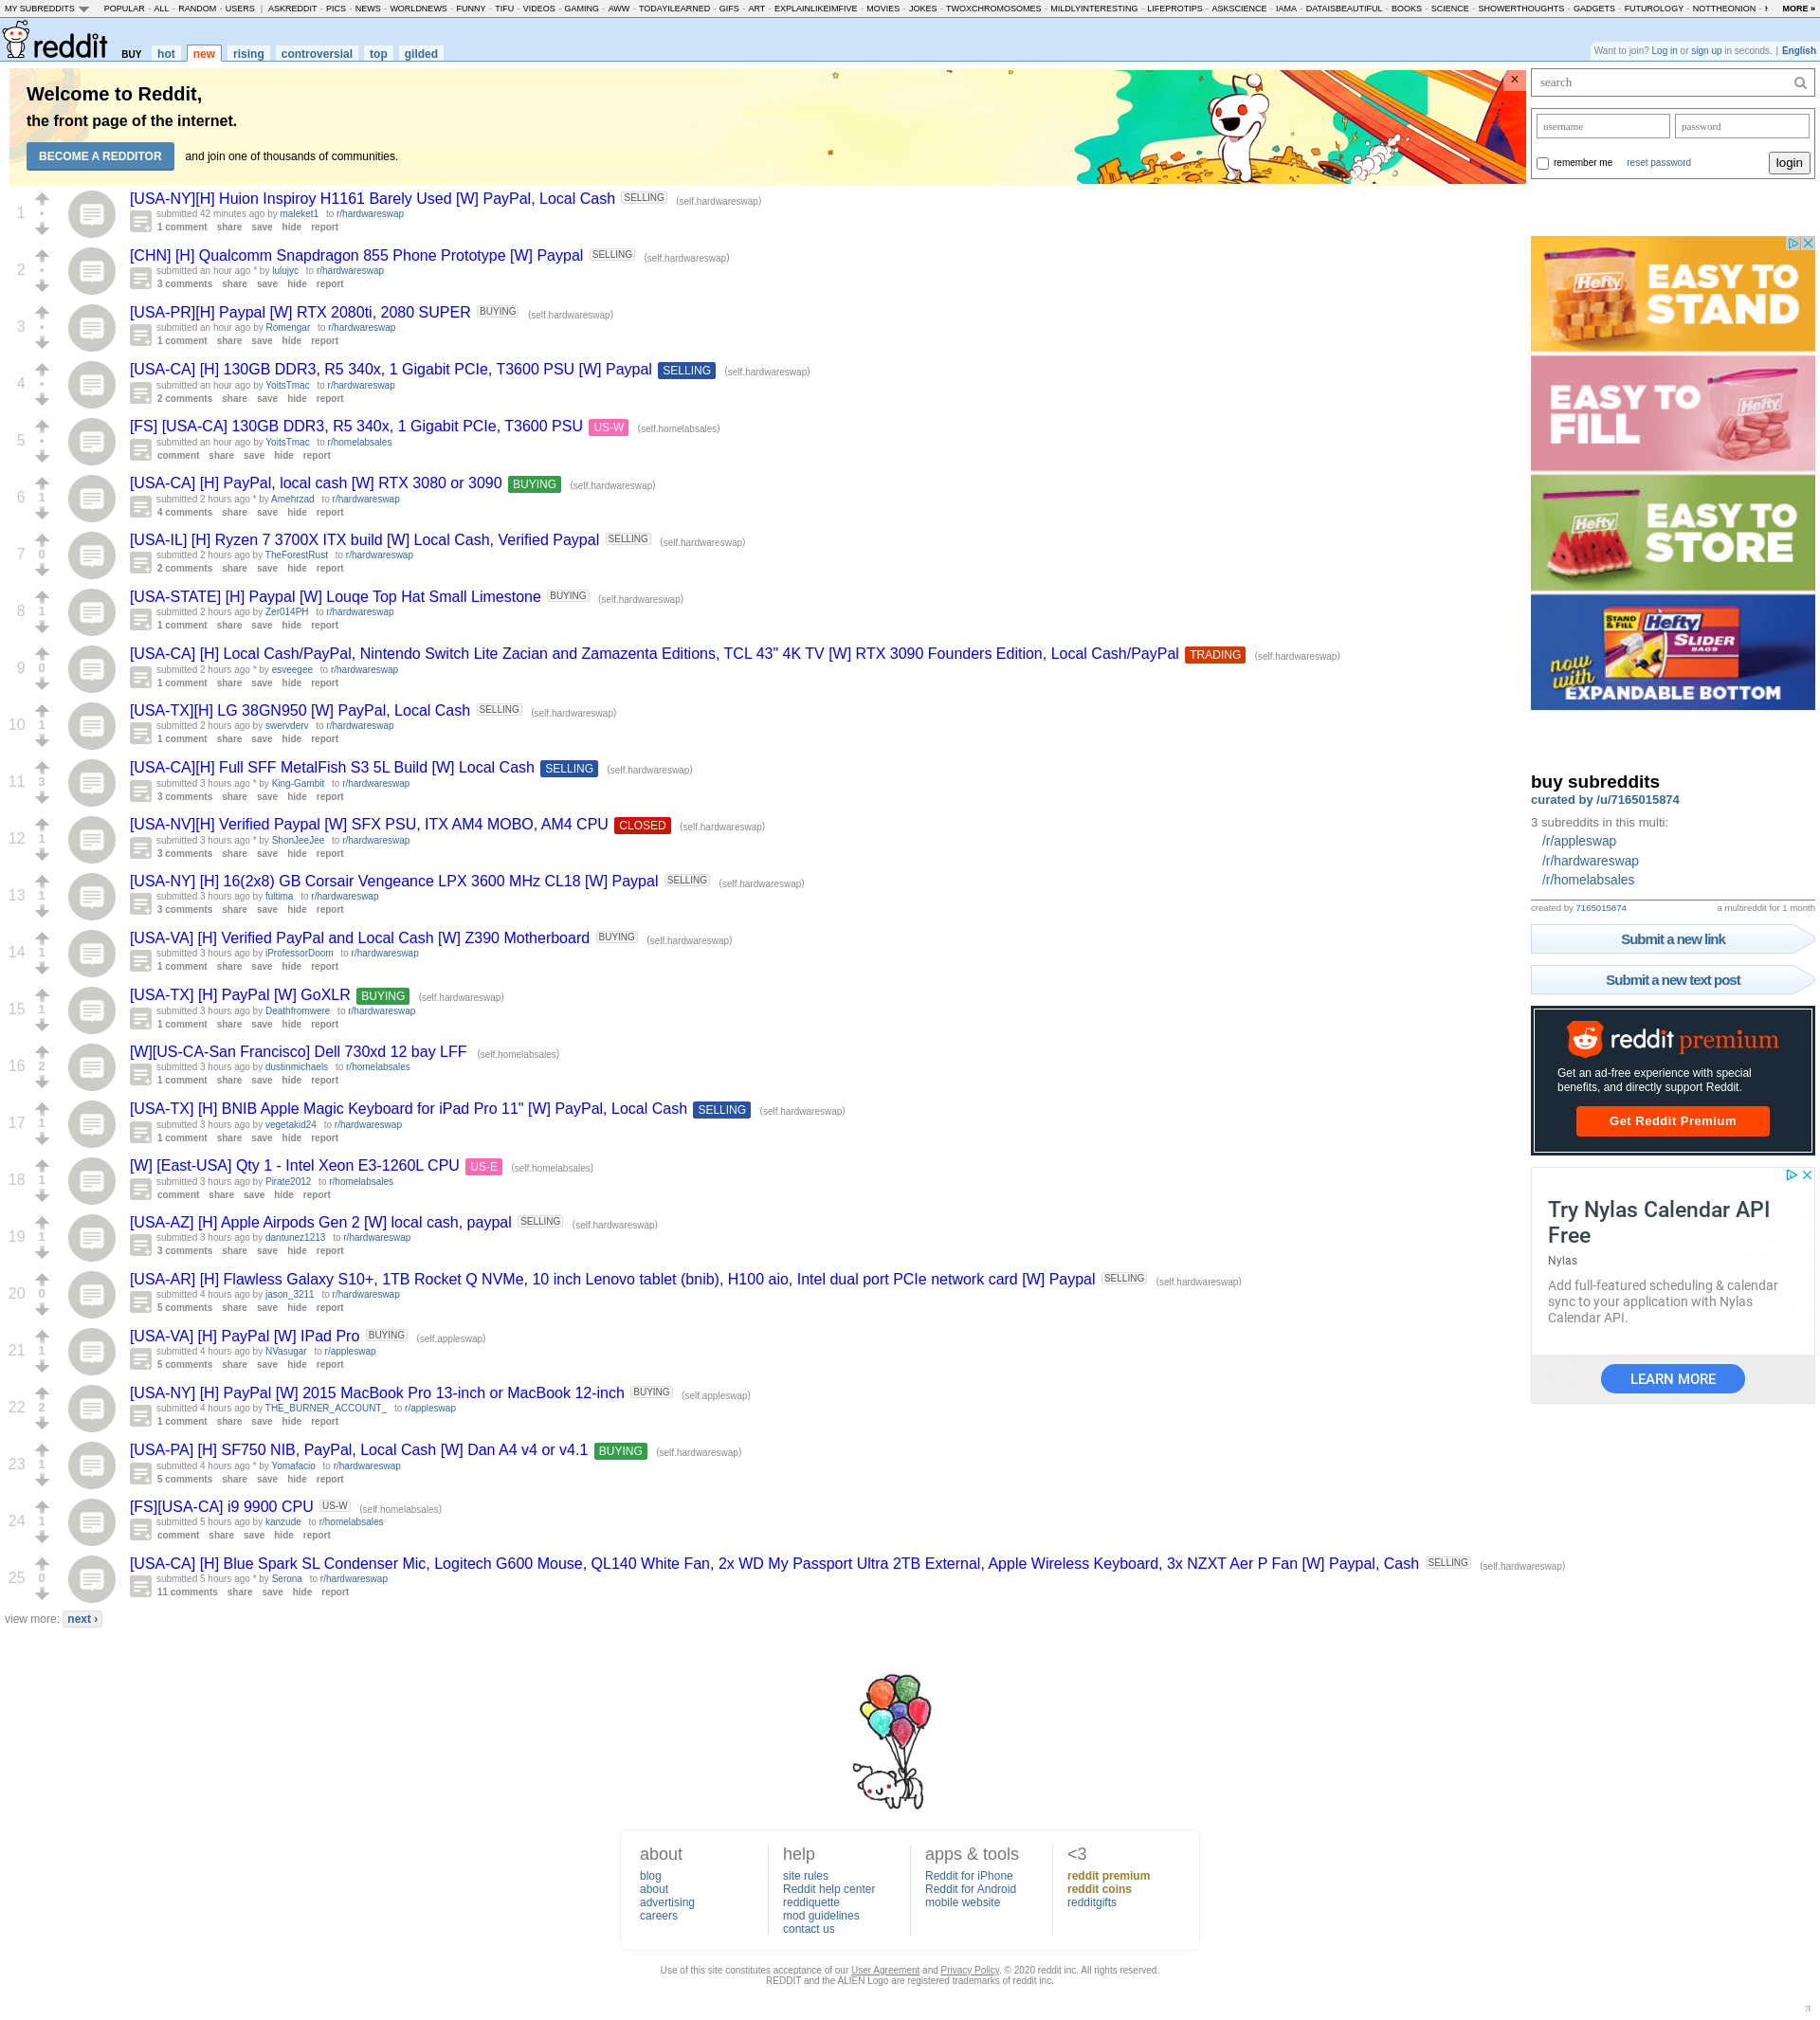 MY SUBREDDITS POPULAR - ALL - RANDOM - USERS | ASKREDDIT - PICS - NEWS - WORLDNEWS - FUNNY - TIFU - VIDEOS - GAMING - AWW - TODAYILEARNED - GIFS - ART - EXPLAINLIKEIMFIVE - MOVIES - JOKES - TWOXCHROMOSOMES - MILDLYINTERESTING - LIFEPROTIPS - ASKSCIENCE - IAMA - DATAISBEAUTIFUL - BOOKS - SCIENCE - SHOWERTHOUGHTS - GADGETS - FUTUROLOGY - NOTTHEONION - MORE »
reddit BUY hot new rising controversial top gilded
Want to join? Log in or sign up in seconds. | English
Welcome to Reddit,
the front page of the internet.
BECOME A REDDITOR and join one of thousands of communities.
×
search
username password
remember me reset password login
1
[USA-NY][H] Huion Inspiroy H1161 Barely Used [W] PayPal, Local Cash SELLING (self.hardwareswap)
submitted 42 minutes ago by maleket1 to r/hardwareswap
1 comment share save hide report
2
[CHN] [H] Qualcomm Snapdragon 855 Phone Prototype [W] Paypal SELLING (self.hardwareswap)
submitted an hour ago * by lulujyc to r/hardwareswap
3 comments share save hide report
3
[USA-PR][H] Paypal [W] RTX 2080ti, 2080 SUPER BUYING (self.hardwareswap)
submitted an hour ago by Romengar to r/hardwareswap
1 comment share save hide report
4
[USA-CA] [H] 130GB DDR3, R5 340x, 1 Gigabit PCIe, T3600 PSU [W] Paypal SELLING (self.hardwareswap)
submitted an hour ago by YoitsTmac to r/hardwareswap
2 comments share save hide report
5
[FS] [USA-CA] 130GB DDR3, R5 340x, 1 Gigabit PCIe, T3600 PSU US-W (self.homelabsales)
submitted an hour ago by YoitsTmac to r/homelabsales
comment share save hide report
6 1
[USA-CA] [H] PayPal, local cash [W] RTX 3080 or 3090 BUYING (self.hardwareswap)
submitted 2 hours ago * by Amehrzad to r/hardwareswap
4 comments share save hide report
7 0
[USA-IL] [H] Ryzen 7 3700X ITX build [W] Local Cash, Verified Paypal SELLING (self.hardwareswap)
submitted 2 hours ago by TheForestRust to r/hardwareswap
2 comments share save hide report
8 1
[USA-STATE] [H] Paypal [W] Louqe Top Hat Small Limestone BUYING (self.hardwareswap)
submitted 2 hours ago by Zer014PH to r/hardwareswap
1 comment share save hide report
9 0
[USA-CA] [H] Local Cash/PayPal, Nintendo Switch Lite Zacian and Zamazenta Editions, TCL 43" 4K TV [W] RTX 3090 Founders Edition, Local Cash/PayPal TRADING (self.hardwareswap)
submitted 2 hours ago * by esveegee to r/hardwareswap
1 comment share save hide report
10 1
[USA-TX][H] LG 38GN950 [W] PayPal, Local Cash SELLING (self.hardwareswap)
submitted 2 hours ago by swervderv to r/hardwareswap
1 comment share save hide report
11 3
[USA-CA][H] Full SFF MetalFish S3 5L Build [W] Local Cash SELLING (self.hardwareswap)
submitted 3 hours ago * by King-Gambit to r/hardwareswap
3 comments share save hide report
12 1
[USA-NV][H] Verified Paypal [W] SFX PSU, ITX AM4 MOBO, AM4 CPU CLOSED (self.hardwareswap)
submitted 3 hours ago * by ShonJeeJee to r/hardwareswap
3 comments share save hide report
13 1
[USA-NY] [H] 16(2x8) GB Corsair Vengeance LPX 3600 MHz CL18 [W] Paypal SELLING (self.hardwareswap)
submitted 3 hours ago by fultima to r/hardwareswap
3 comments share save hide report
14 1
[USA-VA] [H] Verified PayPal and Local Cash [W] Z390 Motherboard BUYING (self.hardwareswap)
submitted 3 hours ago by iProfessorDoom to r/hardwareswap
1 comment share save hide report
15 1
[USA-TX] [H] PayPal [W] GoXLR BUYING (self.hardwareswap)
submitted 3 hours ago by Deathfromwere to r/hardwareswap
1 comment share save hide report
16 2
[W][US-CA-San Francisco] Dell 730xd 12 bay LFF (self.homelabsales)
submitted 3 hours ago by dustinmichaels to r/homelabsales
1 comment share save hide report
17 1
[USA-TX] [H] BNIB Apple Magic Keyboard for iPad Pro 11" [W] PayPal, Local Cash SELLING (self.hardwareswap)
submitted 3 hours ago by vegetakid24 to r/hardwareswap
1 comment share save hide report
18 1
[W] [East-USA] Qty 1 - Intel Xeon E3-1260L CPU US-E (self.homelabsales)
submitted 3 hours ago by Pirate2012 to r/homelabsales
comment share save hide report
19 1
[USA-AZ] [H] Apple Airpods Gen 2 [W] local cash, paypal SELLING (self.hardwareswap)
submitted 3 hours ago by dantunez1213 to r/hardwareswap
3 comments share save hide report
20 0
[USA-AR] [H] Flawless Galaxy S10+, 1TB Rocket Q NVMe, 10 inch Lenovo tablet (bnib), H100 aio, Intel dual port PCIe network card [W] Paypal SELLING (self.hardwareswap)
submitted 4 hours ago by jason_3211 to r/hardwareswap
5 comments share save hide report
21 1
[USA-VA] [H] PayPal [W] IPad Pro BUYING (self.appleswap)
submitted 4 hours ago by NVasugar to r/appleswap
5 comments share save hide report
22 2
[USA-NY] [H] PayPal [W] 2015 MacBook Pro 13-inch or MacBook 12-inch BUYING (self.appleswap)
submitted 4 hours ago by THE_BURNER_ACCOUNT_ to r/appleswap
1 comment share save hide report
23 1
[USA-PA] [H] SF750 NIB, PayPal, Local Cash [W] Dan A4 v4 or v4.1 BUYING (self.hardwareswap)
submitted 4 hours ago * by Yomafacio to r/hardwareswap
5 comments share save hide report
24 1
[FS][USA-CA] i9 9900 CPU US-W (self.homelabsales)
submitted 5 hours ago by kanzude to r/homelabsales
comment share save hide report
25 0
[USA-CA] [H] Blue Spark SL Condenser Mic, Logitech G600 Mouse, QL140 White Fan, 2x WD My Passport Ultra 2TB External, Apple Wireless Keyboard, 3x NZXT Aer P Fan [W] Paypal, Cash SELLING (self.hardwareswap)
submitted 5 hours ago * by Serona to r/hardwareswap
11 comments share save hide report
view more: next ›
Hefty EASY TO
STAND
EASY TO
FILL Hefty
Hefty EASY TO
STORE
STAND & FILL Hefty
SLIDER
BAGS
now with
EXPANDABLE BOTTOM
buy subreddits
curated by /u/7165015874
3 subreddits in this multi:
/r/appleswap
/r/hardwareswap
/r/homelabsales
created by 7165015874 a multireddit for 1 month
Submit a new link
Submit a new text post
reddit premium
Get an ad-free experience with special
benefits, and directly support Reddit.
Get Reddit Premium
Try Nylas Calendar API
Free
Nylas
Add full-featured scheduling & calendar
sync to your application with Nylas
Calendar API.
LEARN MORE
about
blog
about
advertising
careers
help
site rules
Reddit help center
reddiquette
mod guidelines
contact us
apps & tools
Reddit for iPhone
Reddit for Android
mobile website
<3
reddit premium
reddit coins
redditgifts
Use of this site constitutes acceptance of our User Agreement and Privacy Policy. © 2020 reddit inc. All rights reserved.
REDDIT and the ALIEN Logo are registered trademarks of reddit inc.
π